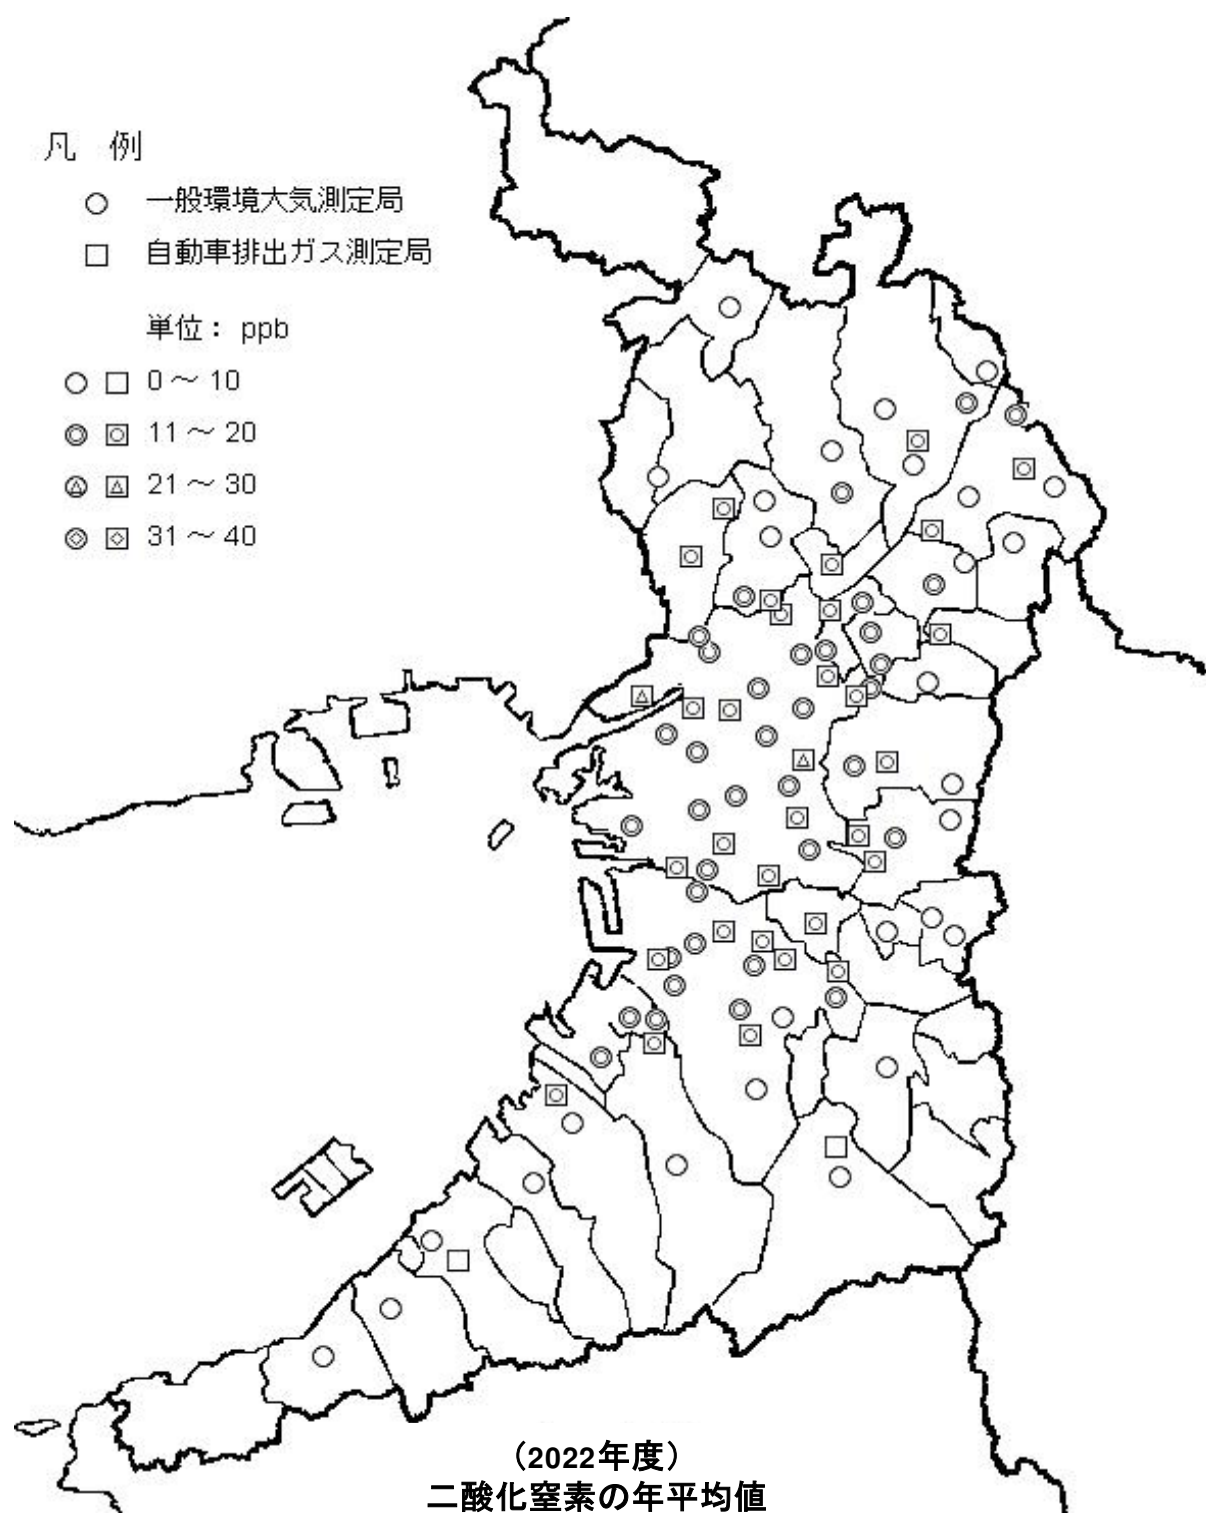 凡 例
一般環境大気測定局
自動車排出ガス測定局
単位： ppb
0～10
11～20
21～30
31～40
（2022年度）
二酸化窒素の年平均値